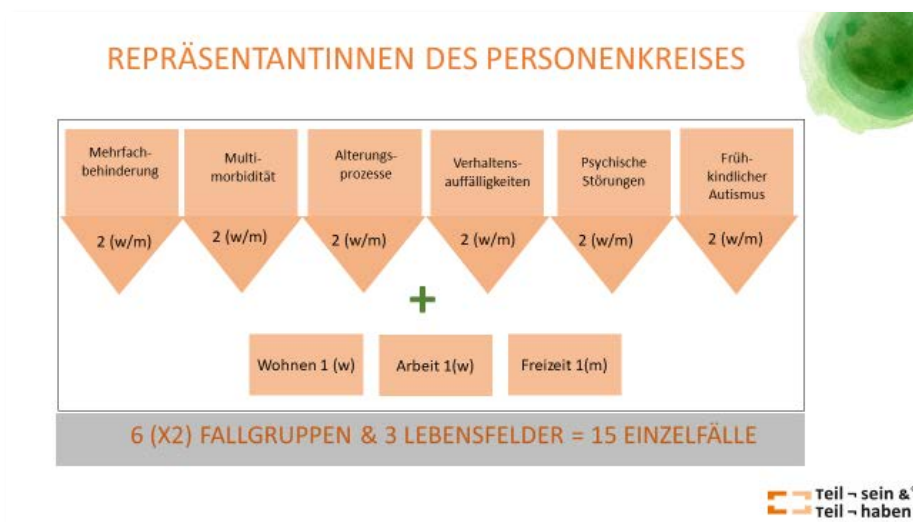 REPRÄSENTANTINNEN DES PERSONENKREISES
Mehrfach-
behinderung
2 (w/m)
Multi-
morbidität
2 (w/m)
Alterungs-
prozesse
2 (w/m)
Verhaltens-
auffälligkeiten
2 (w/m)
Psychische
Störungen
2 (w/m)
Früh-
kindlicher
Autismus
2 (w/m)
+
Wohnen 1 (w)
Arbeit 1(w)
Freizeit 1(m)
6 (X2) FALLGRUPPEN & 3 LEBENSFELDER = 15 EINZELFÄLLE
Teil ¬ sein &
Teil ¬ haben